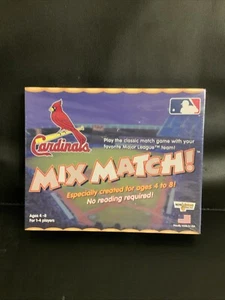 Cardinals
Play the classic match game with your
favorite Major League™ team!
MIX MATCH!™
Especially created for ages 4 to 8!
No reading required!
Ages 4-8
For 1-4 players